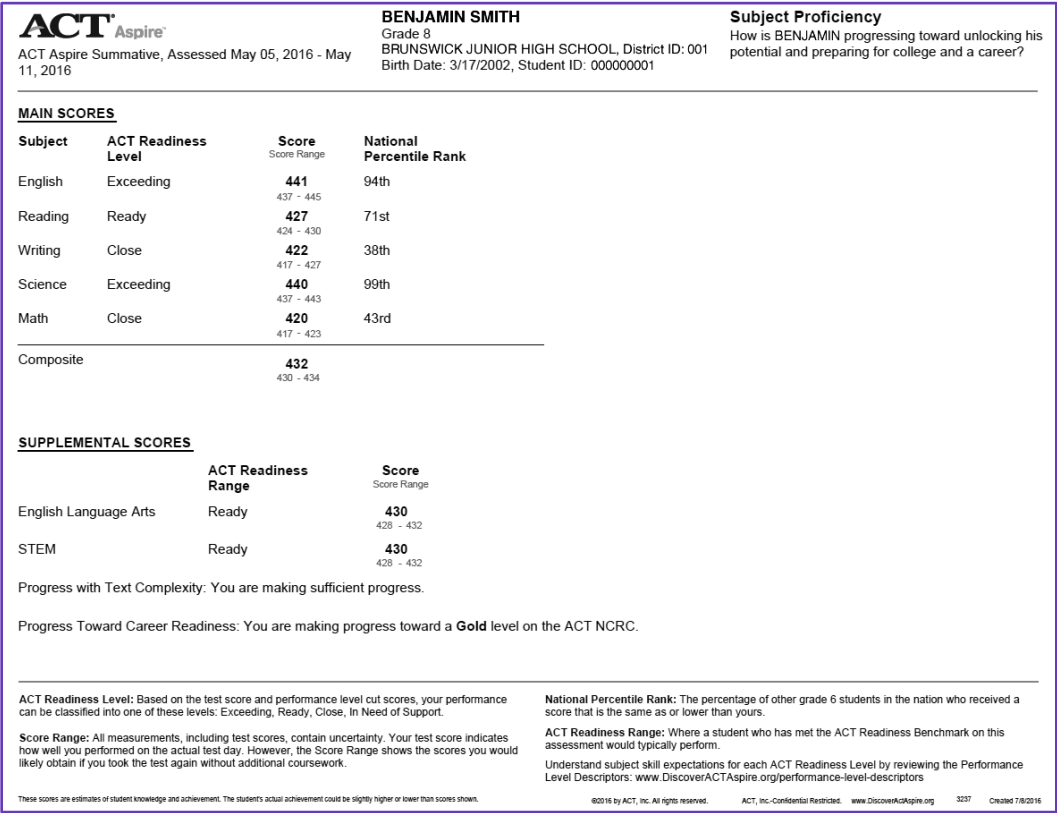 ACT Aspire
ACT Aspire Summative, Assessed May 05, 2016 - May
11, 2016
BENJAMIN SMITH
Grade 8
BRUNSWICK JUNIOR HIGH SCHOOL, District ID: 001
Birth Date: 3/17/2002, Student ID: 000000001
Subject Proficiency
How is BENJAMIN progressing toward unlocking his
potential and preparing for college and a career?
MAIN SCORES
Subject ACT Readiness Level Score Score Range National Percentile Rank
English Exceeding 441 94th
437 - 445
Reading Ready 427 71st
424 - 430
Writing Close 422 38th
417 - 427
Science Exceeding 440 99th
437 - 443
Math Close 420 43rd
417 - 423
Composite 432
430 - 434
SUPPLEMENTAL SCORES
ACT Readiness Range Score Score Range
English Language Arts Ready 430
428 - 432
STEM Ready 430
428 - 432
Progress with Text Complexity: You are making sufficient progress.
Progress Toward Career Readiness: You are making progress toward a Gold level on the ACT NCRC.
ACT Readiness Level: Based on the test score and performance level cut scores, your performance
can be classified into one of these levels: Exceeding, Ready, Close, In Need of Support.
Score Range: All measurements, including test scores, contain uncertainty. Your test score indicates
how well you performed on the actual test day. However, the Score Range shows the scores you would
likely obtain if you took the test again without additional coursework.
National Percentile Rank: The percentage of other grade 6 students in the nation who received a
score that is the same as or lower than yours.
ACT Readiness Range: Where a student who has met the ACT Readiness Benchmark on this
assessment would typically perform.
Understand subject skill expectations for each ACT Readiness Level by reviewing the Performance
Level Descriptors: www.DiscoverACTAspire.org/performance-level-descriptors
These scores are estimates of student knowledge and achievement. The student's actual achievement could be slightly higher or lower than scores shown.
©2016 by ACT, Inc. All rights reserved. ACT, Inc.-Confidential Restricted. www.DiscoverActAspire.org 3237 Created 7/8/2016